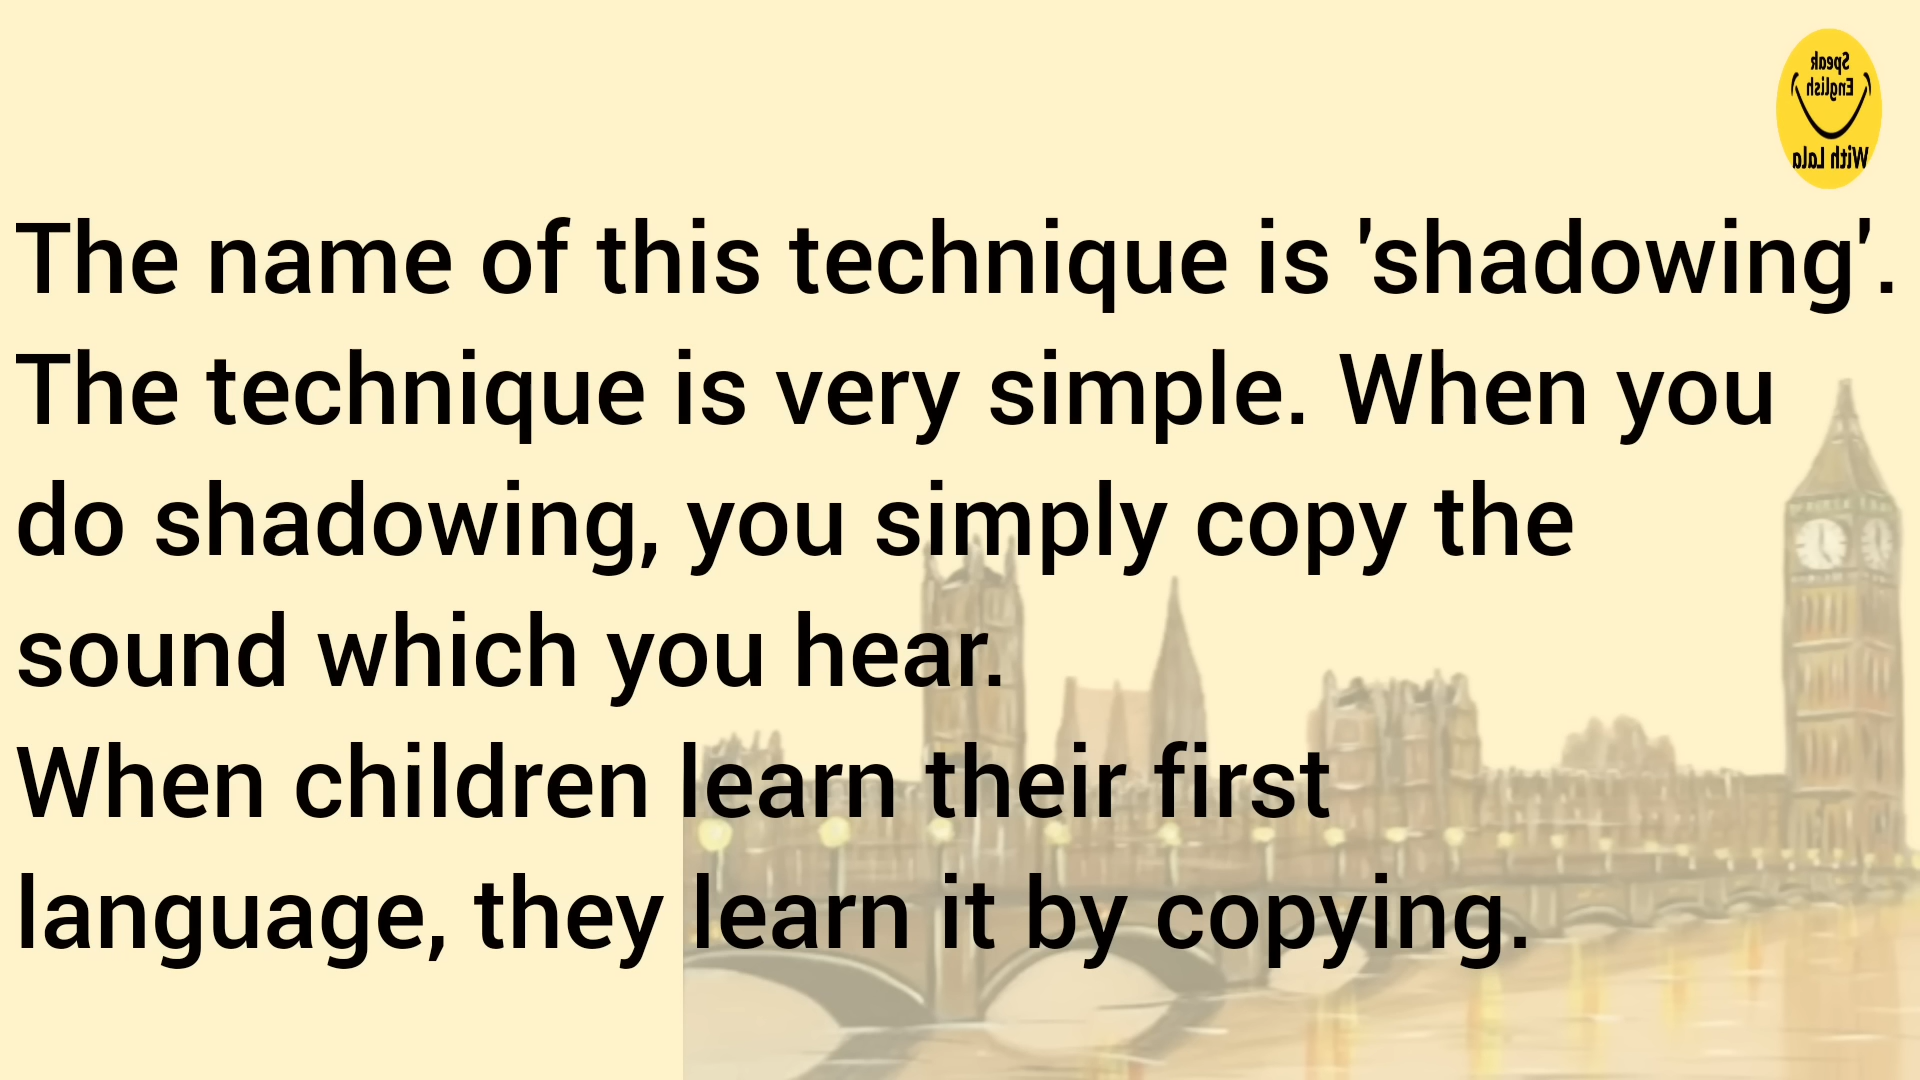 Speak
English
With Lala
The name of this technique is 'shadowing'.
The technique is very simple. When you
do shadowing, you simply copy the
sound which you hear.
When children learn their first
language, they learn it by copying.